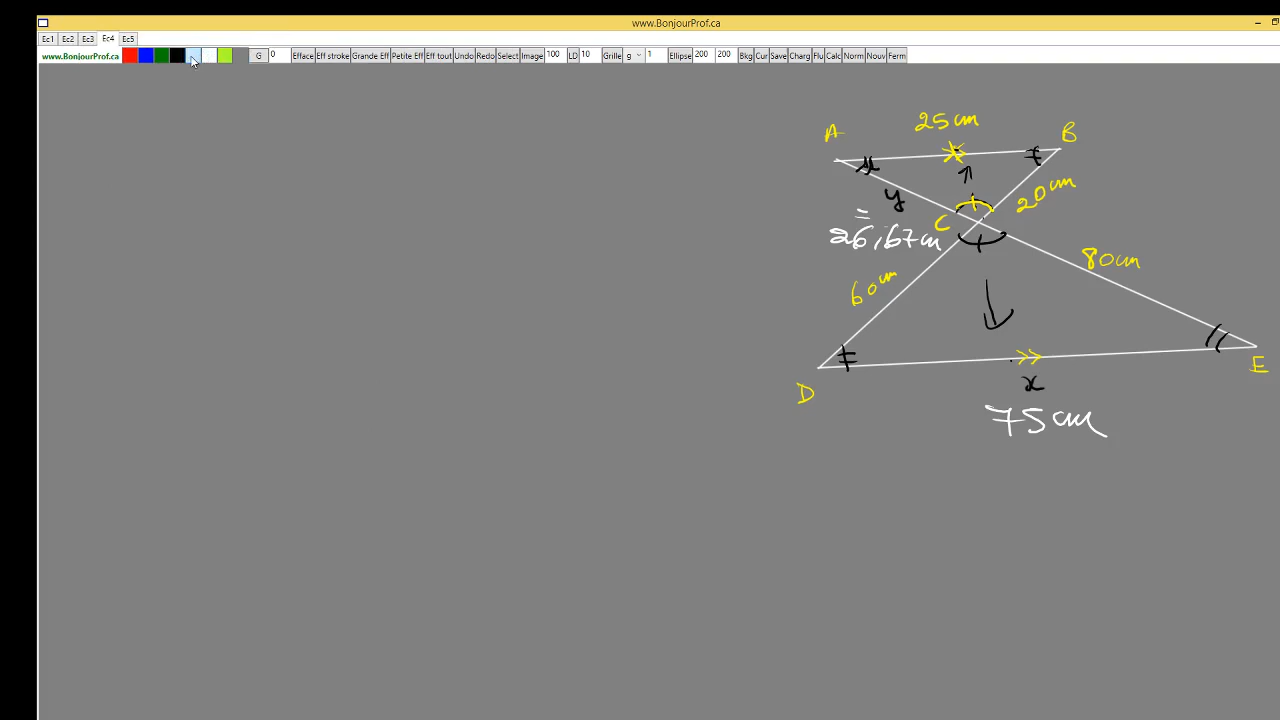 www.BonjourProf.ca
Ec1 Ec2 Ec3 Ec4 Ec5
www.BonjourProf.ca G 0 Efface Eff stroke Grande Eff Petite Eff Eff tout Undo Redo Select Image 100 LD 10 Grille g 1 Ellipse 200 200 Bkg Cur Save Charg Flu Calc Norm Nouv Ferm
25cm
A
B
y
20cm
C
= 26,67cm
80cm
60cm
E
x
D
75cm